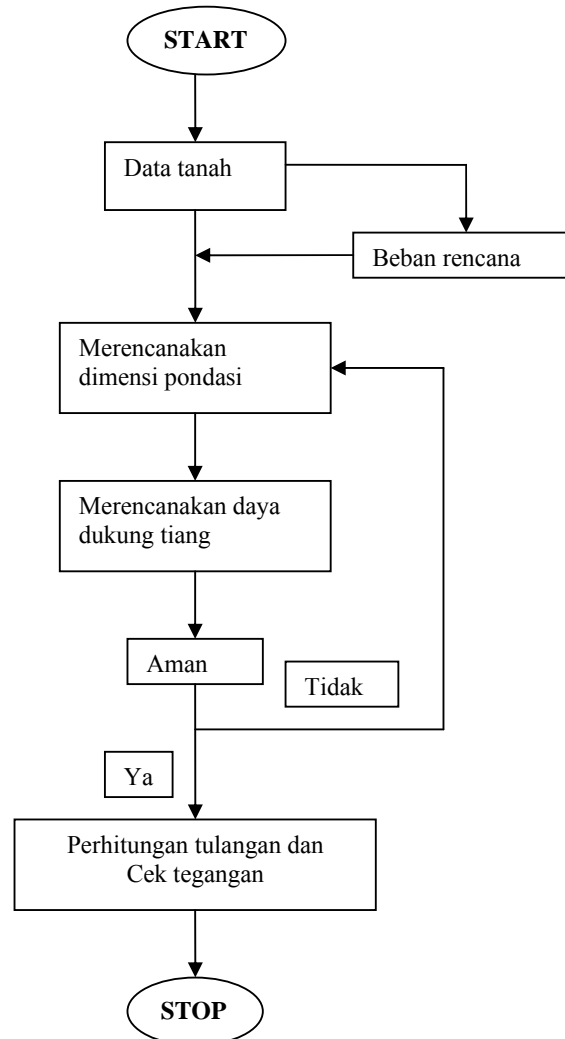 START
Data tanah
Beban rencana
Merencanakan
dimensi pondasi
Merencanakan daya
dukung tiang
Aman
Tidak
Ya
Perhitungan tulangan dan
Cek tegangan
STOP